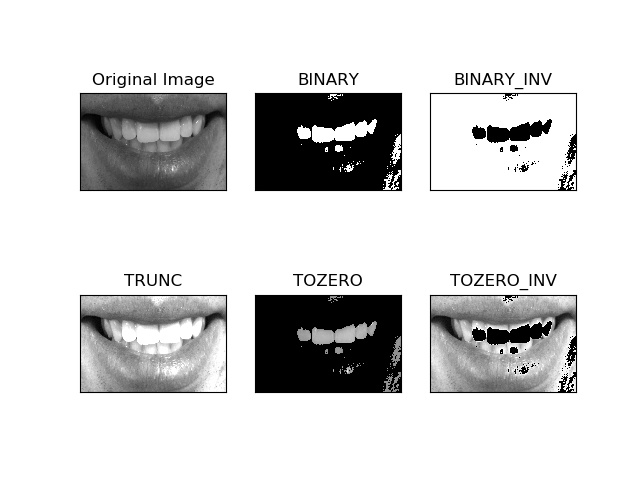 Original Image
BINARY
BINARY_INV
TRUNC
TOZERO
TOZERO_INV